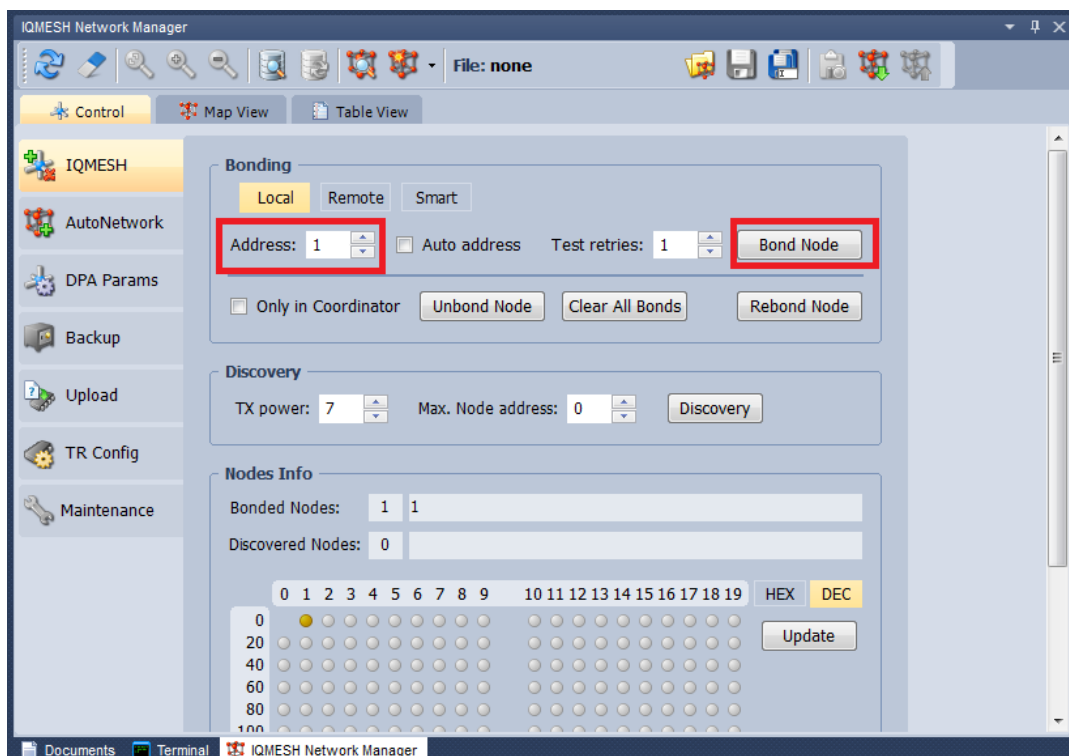 IQMESH Network Manager
File: none
Control Map View Table View
IQMESH
AutoNetwork
DPA Params
Backup
Upload
TR Config
Maintenance
Bonding
Local Remote Smart
Address: 1 Auto address Test retries: 1 Bond Node
Only in Coordinator Unbond Node Clear All Bonds Rebond Node
Discovery
TX power: 7 Max. Node address: 0 Discovery
Nodes Info
Bonded Nodes: 1 1
Discovered Nodes: 0
0 1 2 3 4 5 6 7 8 9 10 11 12 13 14 15 16 17 18 19 HEX DEC
0
Update
20
40
60
80
100
Documents Terminal IQMESH Network Manager